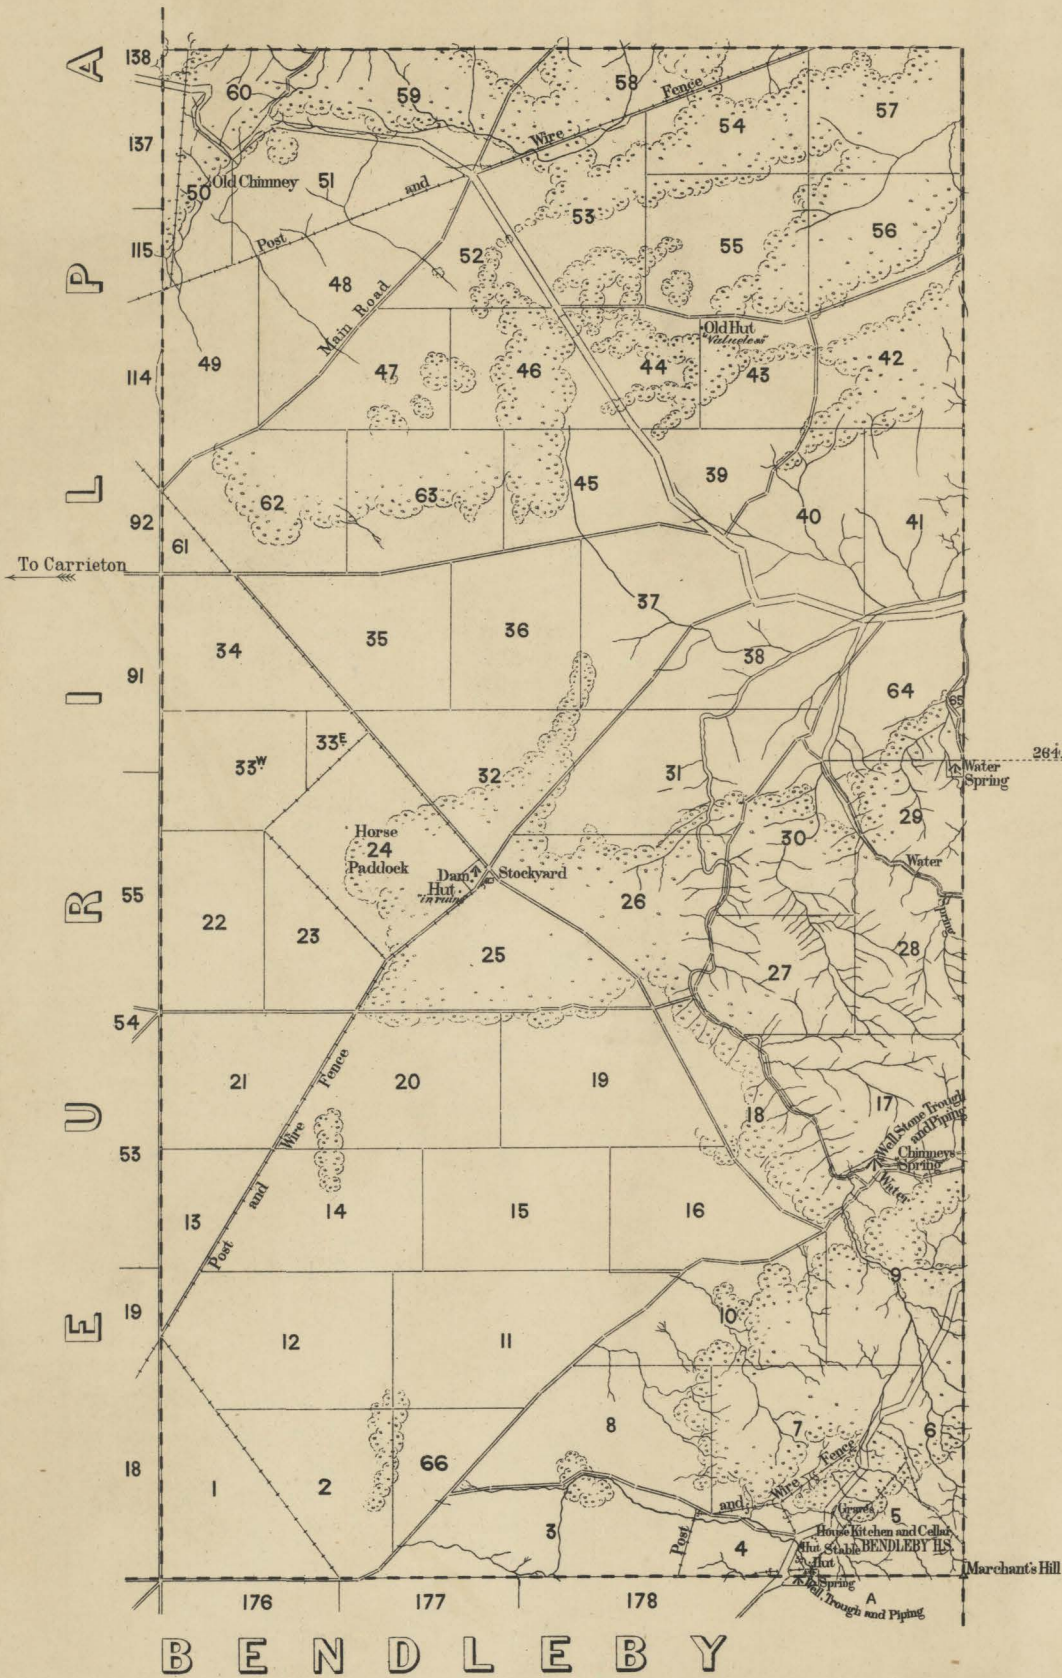 138
60
59
58
Fence
57
54
Wire
137
50
Old Chimney
51
and
53
56
115
Post
52
55
48
Main Road
Old Hut
"Valueless"
49
47
46
44
43
42
114
62
63
45
39
40
41
92
61
To Carrieton
37
34
35
36
38
91
64
65
33W.
33E.
32
31
264
Water
Spring
29
30
Horse
24
Paddock
Dam
Hut
"in ruins"
Stockyard
Water
Spring
55
22
23
25
26
28
27
54
21
Fence
20
19
18
17
Well, Stone Trough
and Piping
Chimneys
Spring
Water
53
Wire
and
13
14
15
16
Post
19
12
11
10
9
18
1
2
66
8
7
6
Fence
Wire
and
Post
3
4
Graves
5
House Kitchen and Cellar
Hut
Stable
BENDLEBY H.S.
Hut
Spring
Well, Trough and Piping
A
Marchant's Hill
176
177
178
EURILPA
BENDLEBY